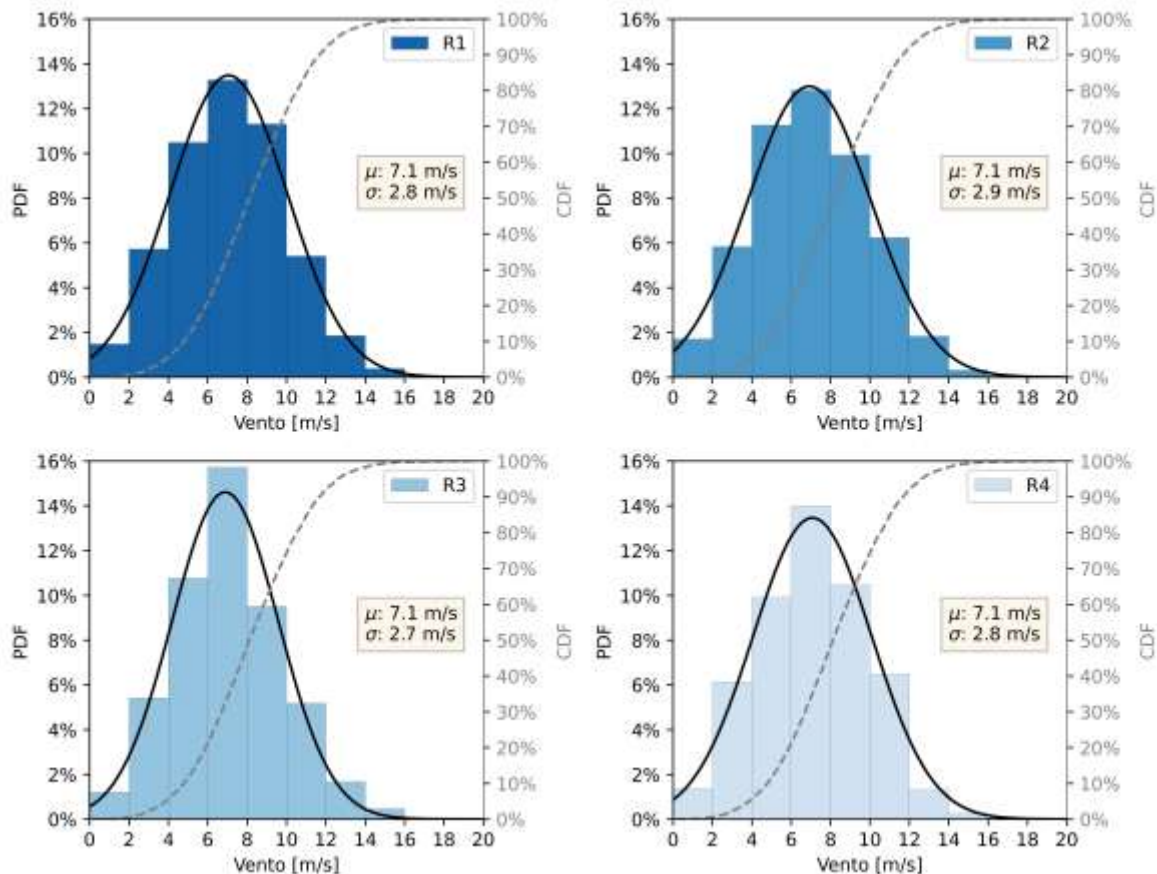 16%
14%
12%
10%
8%
6%
4%
2%
0%
PDF
0 2 4 6 8 10 12 14 16 18 20
Vento [m/s]
R1
μ: 7.1 m/s
σ: 2.8 m/s
100%
90%
80%
70%
60%
50%
40%
30%
20%
10%
0%
CDF
16%
14%
12%
10%
8%
6%
4%
2%
0%
PDF
0 2 4 6 8 10 12 14 16 18 20
Vento [m/s]
R2
μ: 7.1 m/s
σ: 2.9 m/s
100%
90%
80%
70%
60%
50%
40%
30%
20%
10%
0%
CDF
16%
14%
12%
10%
8%
6%
4%
2%
0%
PDF
0 2 4 6 8 10 12 14 16 18 20
Vento [m/s]
R3
μ: 7.1 m/s
σ: 2.7 m/s
100%
90%
80%
70%
60%
50%
40%
30%
20%
10%
0%
CDF
16%
14%
12%
10%
8%
6%
4%
2%
0%
PDF
0 2 4 6 8 10 12 14 16 18 20
Vento [m/s]
R4
μ: 7.1 m/s
σ: 2.8 m/s
100%
90%
80%
70%
60%
50%
40%
30%
20%
10%
0%
CDF